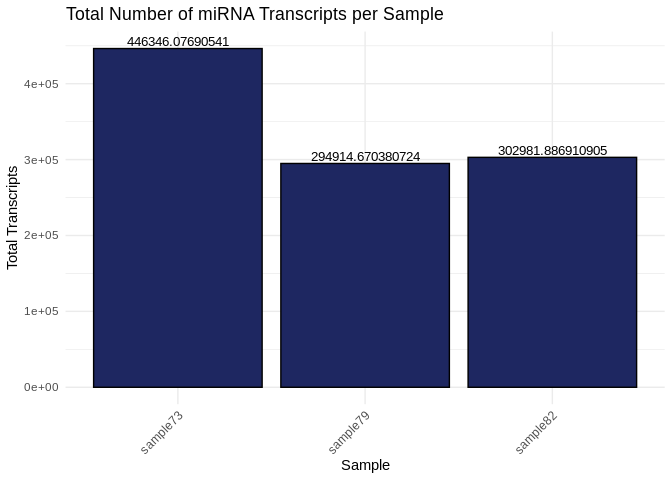 Total Number of miRNA Transcripts per Sample
446346.07690541
294914.670380724
302981.886910905
4e+05
3e+05
2e+05
1e+05
0e+00
Total Transcripts
sample73
sample79
sample82
Sample